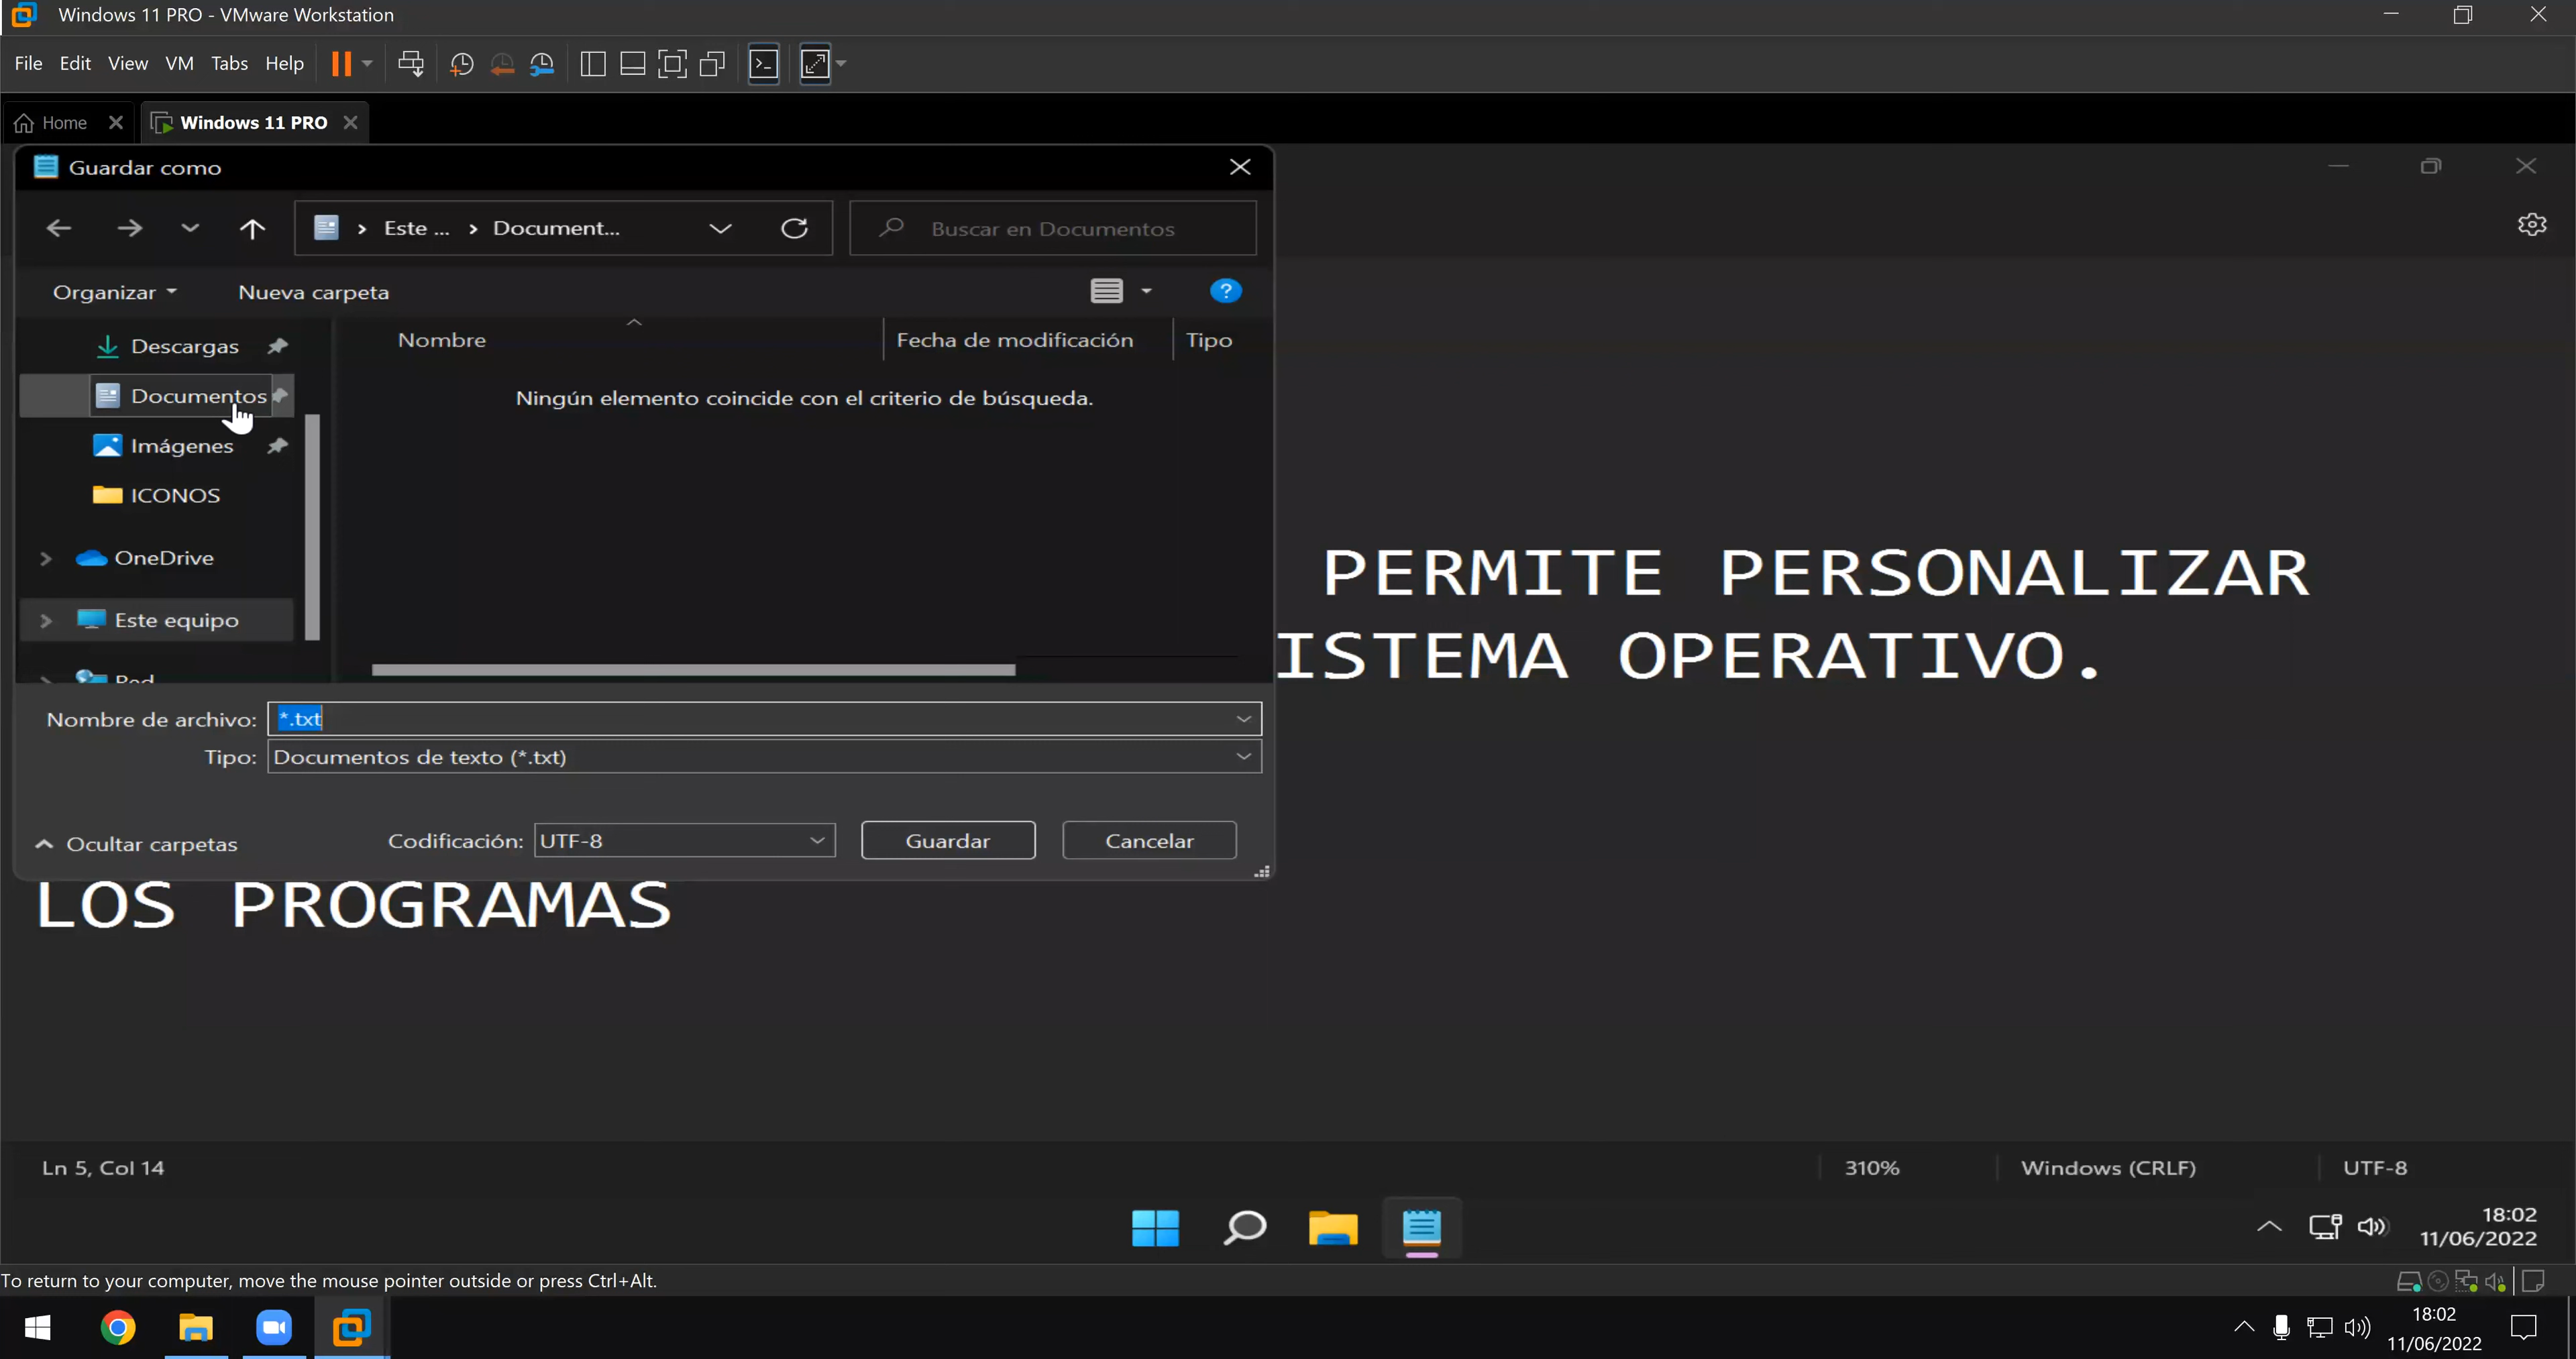 Windows 11 PRO - VMware Workstation
File Edit View VM Tabs Help
Home Windows 11 PRO
Guardar como
Este ... Document...
Buscar en Documentos
Organizar Nueva carpeta
Nombre Fecha de modificación Tipo
Ningún elemento coincide con el criterio de búsqueda.
Descargas
Documentos
Imágenes
ICONOS
OneDrive
Este equipo
Red
PERMITE PERSONALIZAR
ISTEMA OPERATIVO.
Nombre de archivo: *.txt
Tipo: Documentos de texto (*.txt)
Ocultar carpetas Codificación: UTF-8 Guardar Cancelar
LOS PROGRAMAS
Ln 5, Col 14 310% Windows (CRLF) UTF-8
18:02
11/06/2022
To return to your computer, move the mouse pointer outside or press Ctrl+Alt.
18:02
11/06/2022